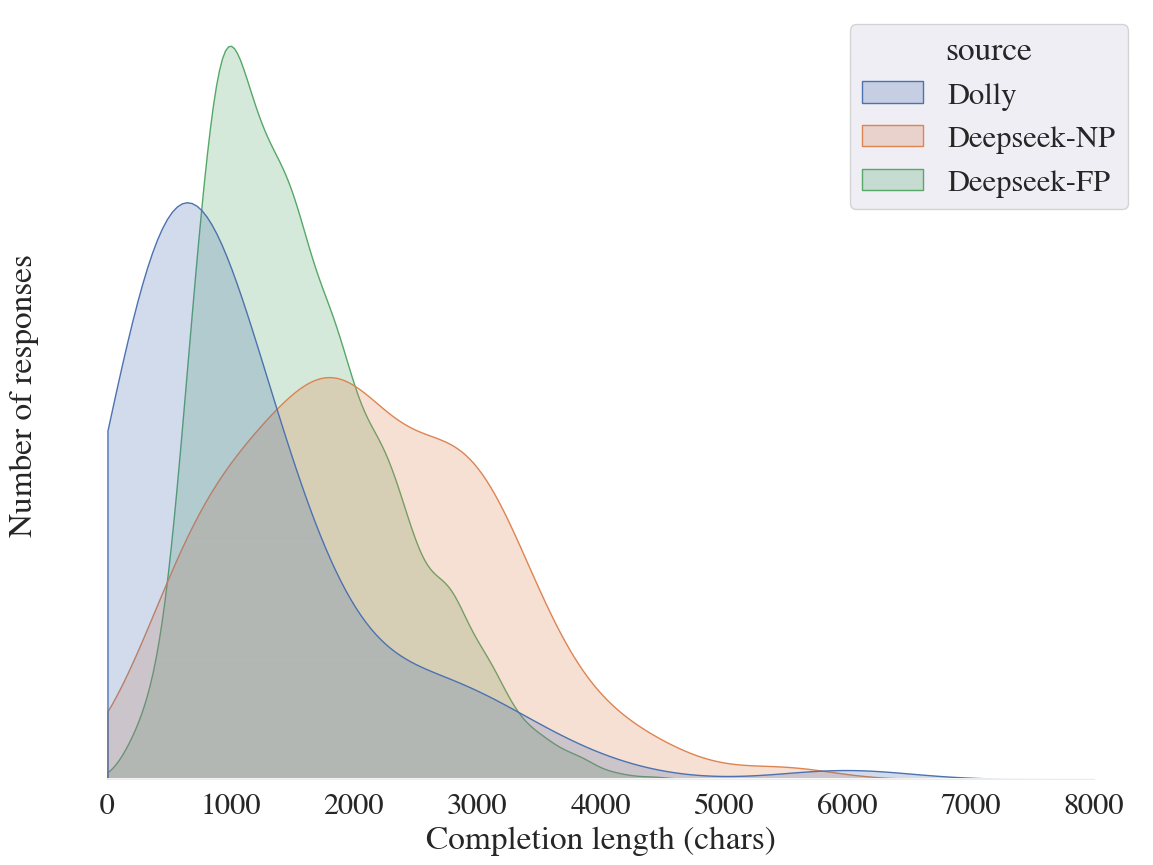 source
Dolly
Deepseek-NP
Deepseek-FP
Number of responses
0 1000 2000 3000 4000 5000 6000 7000 8000
Completion length (chars)